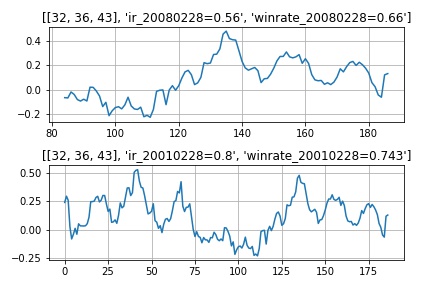 [[32, 36, 43], 'ir_20080228=0.56', 'winrate_20080228=0.66']
0.4
0.2
0.0
−0.2
84 100 120 140 160 180
[[32, 36, 43], 'ir_20010228=0.8', 'winrate_20010228=0.743']
0.50
0.25
0.00
−0.25
0 25 50 75 100 125 150 175